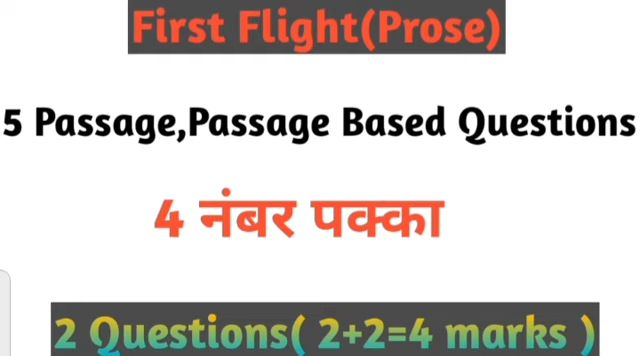 First Flight(Prose)
5 Passage,Passage Based Questions
4 नंबर पक्का
2 Questions( 2+2=4 marks )